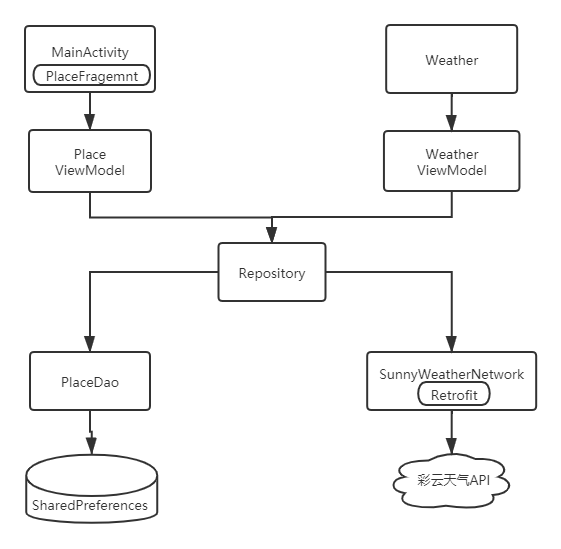 MainActivity
PlaceFragemnt
Weather
Place
ViewModel
Weather
ViewModel
Repository
PlaceDao
SunnyWeatherNetwork
Retrofit
SharedPreferences
彩云天气API